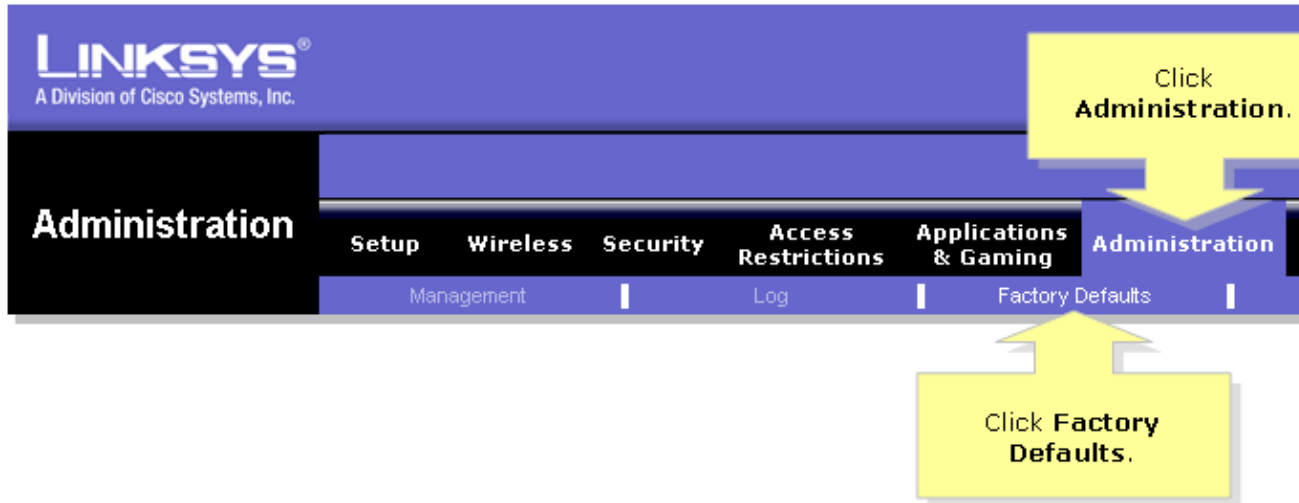 LINKSYS®
A Division of Cisco Systems, Inc.
Click
Administration.
Administration
Setup
Wireless
Security
Access
Restrictions
Applications
& Gaming
Administration
Management
Log
Factory Defaults
Click Factory
Defaults.